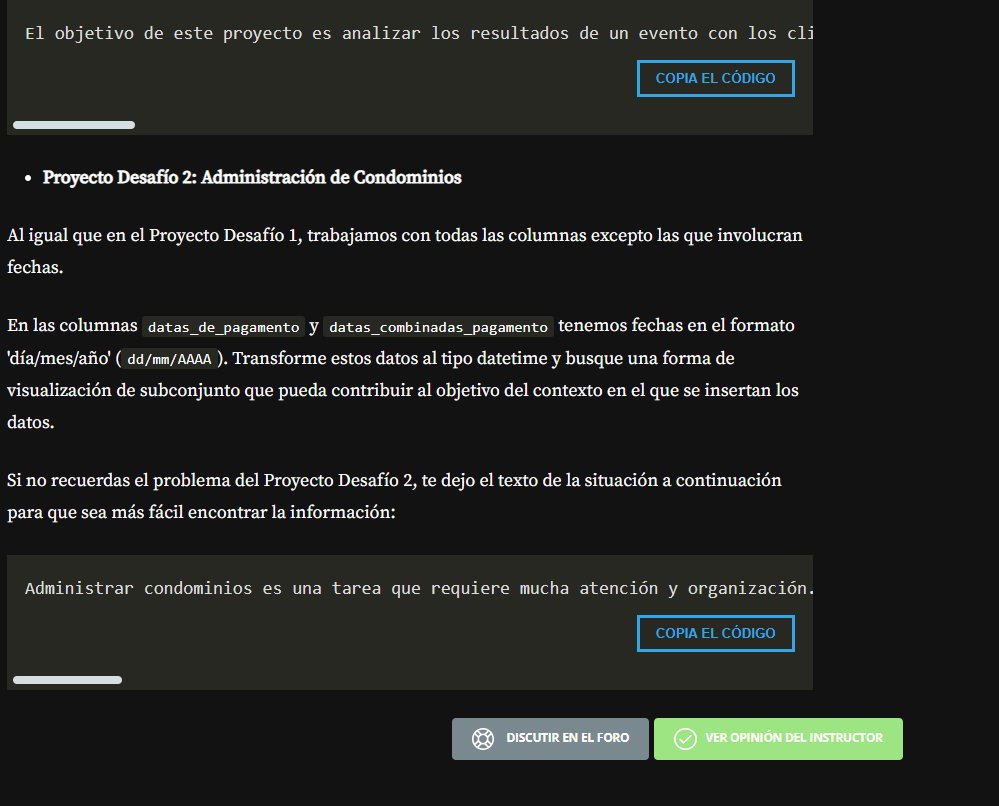 El objetivo de este proyecto es analizar los resultados de un evento con los cli
COPIA EL CÓDIGO
• Proyecto Desafío 2: Administración de Condominios
Al igual que en el Proyecto Desafío 1, trabajamos con todas las columnas excepto las que involucran
fechas.
En las columnas datas_de_pagamento y datas_combinadas_pagamento tenemos fechas en el formato
'día/mes/año' ( dd/mm/AAAA ). Transforme estos datos al tipo datetime y busque una forma de
visualización de subconjunto que pueda contribuir al objetivo del contexto en el que se insertan los
datos.
Si no recuerdas el problema del Proyecto Desafío 2, te dejo el texto de la situación a continuación
para que sea más fácil encontrar la información:
Administrar condominios es una tarea que requiere mucha atención y organización.
COPIA EL CÓDIGO
DISCUTIR EN EL FORO
VER OPINIÓN DEL INSTRUCTOR